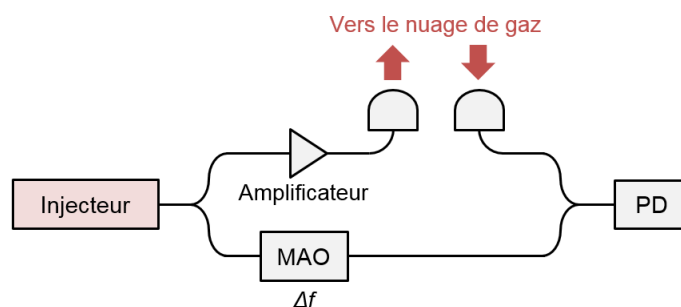 Vers le nuage de gaz
Amplificateur
Injecteur
PD
MAO
Δf